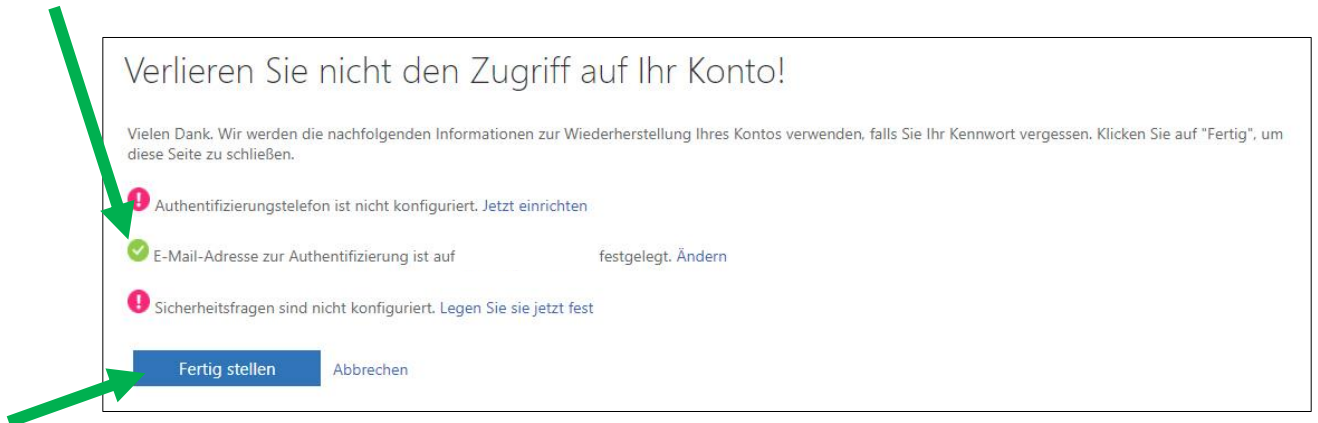 Verlieren Sie nicht den Zugriff auf Ihr Konto!
Vielen Dank. Wir werden die nachfolgenden Informationen zur Wiederherstellung Ihres Kontos verwenden, falls Sie Ihr Kennwort vergessen. Klicken Sie auf "Fertig", um
diese Seite zu schließen.
Authentifizierungstelefon ist nicht konfiguriert. Jetzt einrichten
E-Mail-Adresse zur Authentifizierung ist auf festgelegt. Ändern
Sicherheitsfragen sind nicht konfiguriert. Legen Sie sie jetzt fest
Fertig stellen Abbrechen